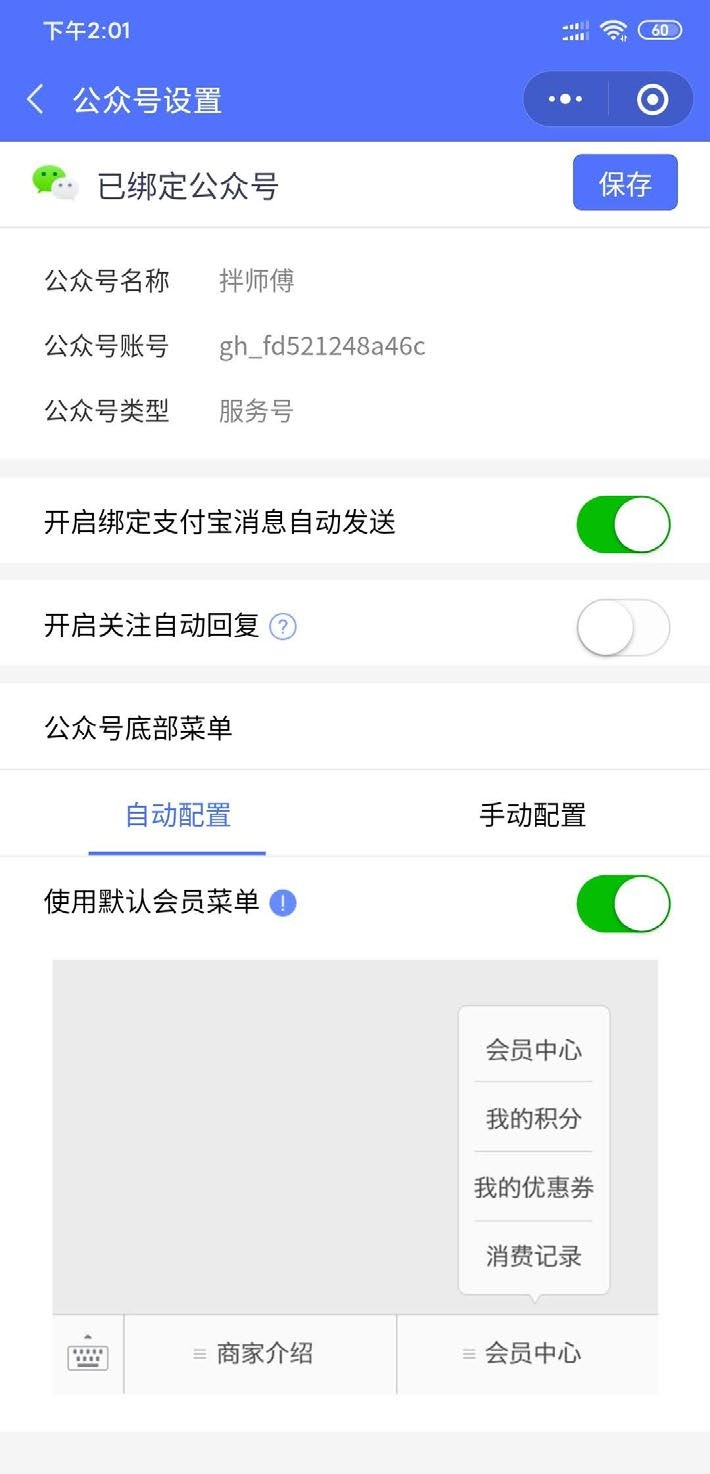 下午2:01
60
公众号设置
已绑定公众号
保存
公众号名称 拌师傅
公众号账号 gh_fd521248a46c
公众号类型 服务号
开启绑定支付宝消息自动发送
开启关注自动回复 ?
公众号底部菜单
自动配置 手动配置
使用默认会员菜单 !
会员中心
我的积分
我的优惠券
消费记录
商家介绍 会员中心